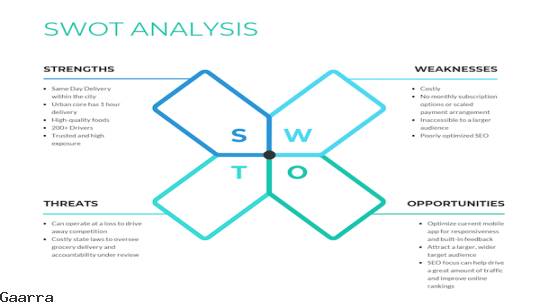 SWOT ANALYSIS
STRENGTHS
• Same Day Delivery
within the city
• Urban core has 1 hour
delivery
• High-quality foods
• 200+ Drivers
• Trusted and high
exposure
WEAKNESSES
• Costly
• No monthly subscription
options or scaled
payment arrangement
• Inaccessible to a larger
audience
• Poorly optimized SEO
S W
T O
THREATS
• Can operate at a loss to drive
away competition
• Costly state laws to oversee
grocery delivery and
accountability under review
OPPORTUNITIES
• Optimize current mobile
app for responsiveness
and built-in feedback
• Attract a larger, wider
target audience
• SEO focus can help drive
a great amount of traffic
and improve online
rankings
Gaarra